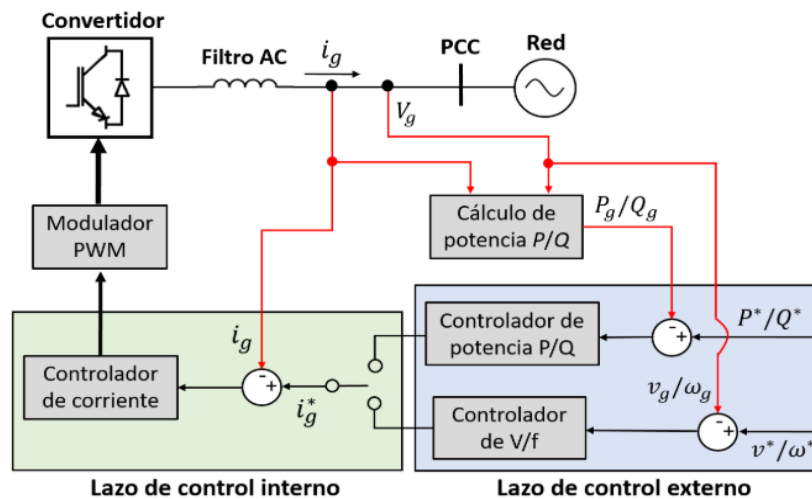 Convertidor
Filtro AC
i_g
PCC
Red
V_g
Modulador
PWM
Cálculo de
potencia P/Q
P_g/Q_g
i_g
Controlador de
potencia P/Q
-
+
P*/Q*
Controlador
de corriente
-
+
i_g^*
v_g/ω_g
Controlador
de V/f
-
+
v*/ω*
Lazo de control interno
Lazo de control externo